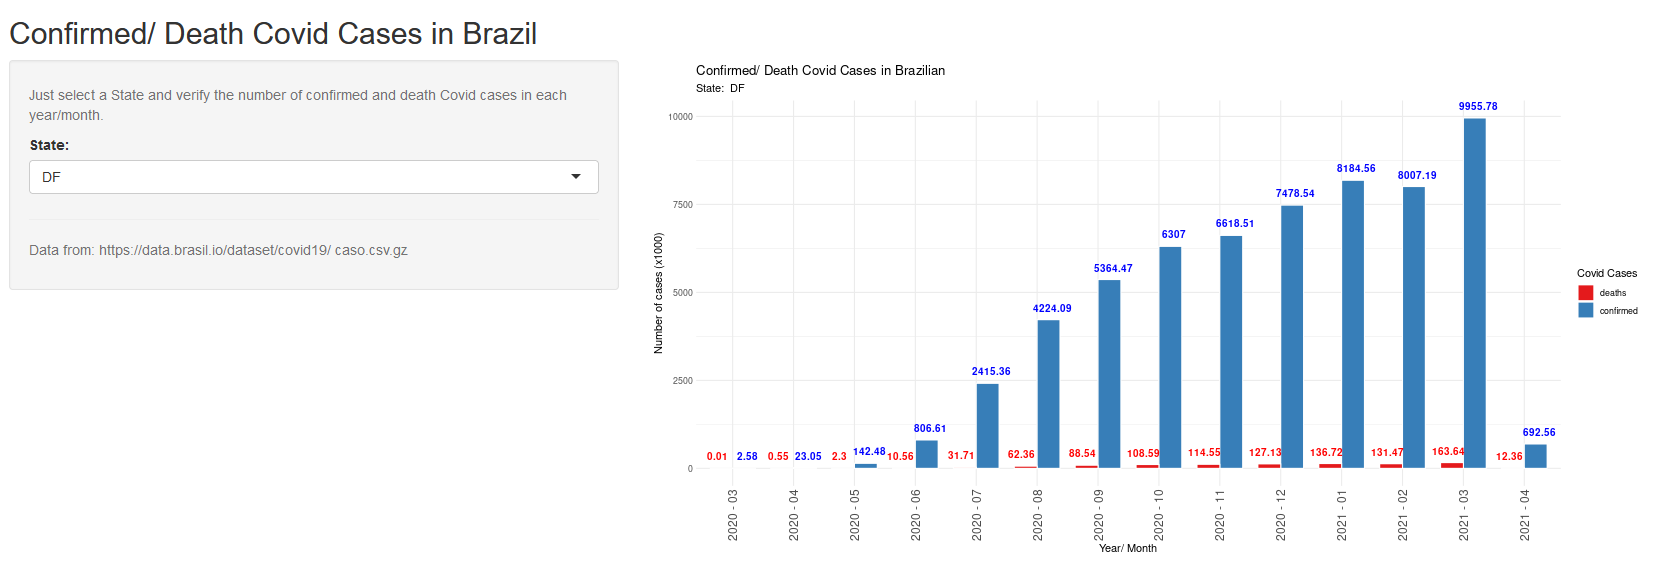 Confirmed/ Death Covid Cases in Brazil
Just select a State and verify the number of confirmed and death Covid cases in each
year/month.
State:
DF
Data from: https://data.brasil.io/dataset/covid19/ caso.csv.gz
Confirmed/ Death Covid Cases in Brazilian
State: DF
Number of cases (x1000)
10000
7500
5000
2500
0
0.01 2.58 0.55 23.05 2.3 142.48 10.56 806.61 31.71 2415.36 62.36 4224.09 88.54 5364.47 108.59 6307 114.55 6618.51 127.13 7478.54 136.72 8184.56 131.47 8007.19 163.64 9955.78 12.36 692.56
2020 - 03
2020 - 04
2020 - 05
2020 - 06
2020 - 07
2020 - 08
2020 - 09
2020 - 10
2020 - 11
2020 - 12
2021 - 01
2021 - 02
2021 - 03
2021 - 04
Year/ Month
Covid Cases
deaths
confirmed